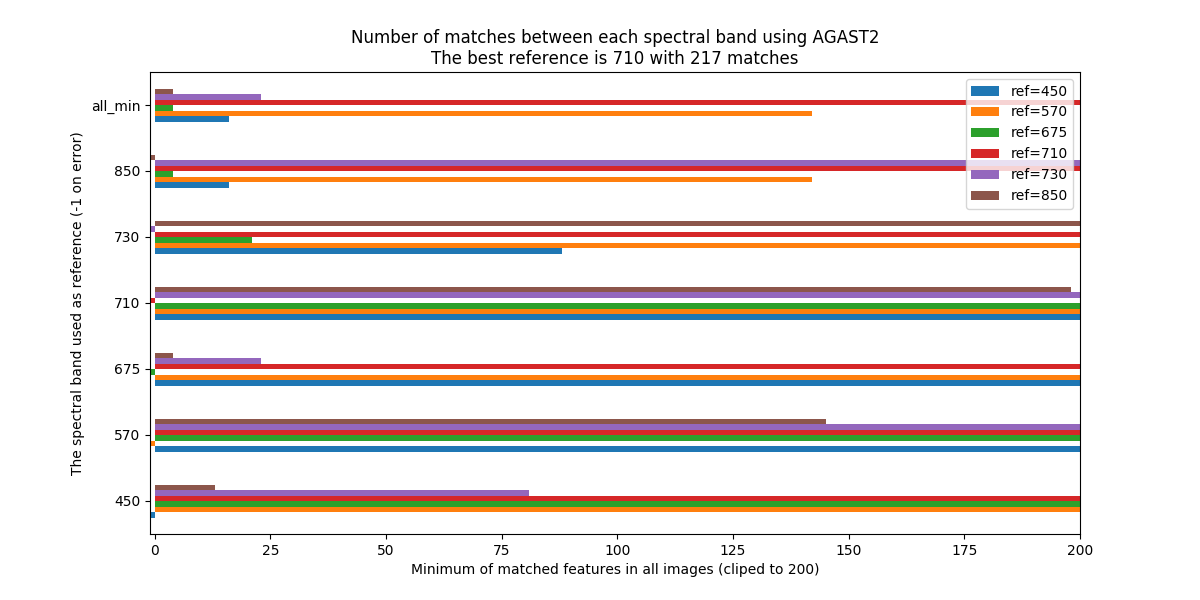 Number of matches between each spectral band using AGAST2
The best reference is 710 with 217 matches
The spectral band used as reference (-1 on error)
all_min
850
730
710
675
570
450
ref=450
ref=570
ref=675
ref=710
ref=730
ref=850
0 25 50 75 100 125 150 175 200
Minimum of matched features in all images (cliped to 200)